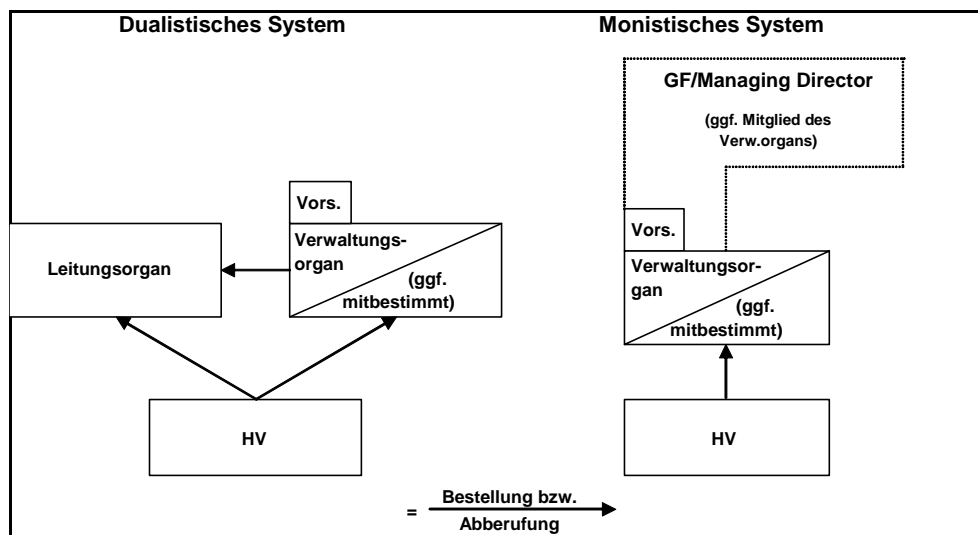 Dualistisches System
Vors.
Verwaltungs-
organ
(ggf.
mitbestimmt)
Leitungsorgan
HV
Monistisches System
GF/Managing Director
(ggf. Mitglied des
Verw.organs)
Vors.
Verwaltungsor-
gan
(ggf.
mitbestimmt)
HV
= Bestellung bzw.
Abberufung